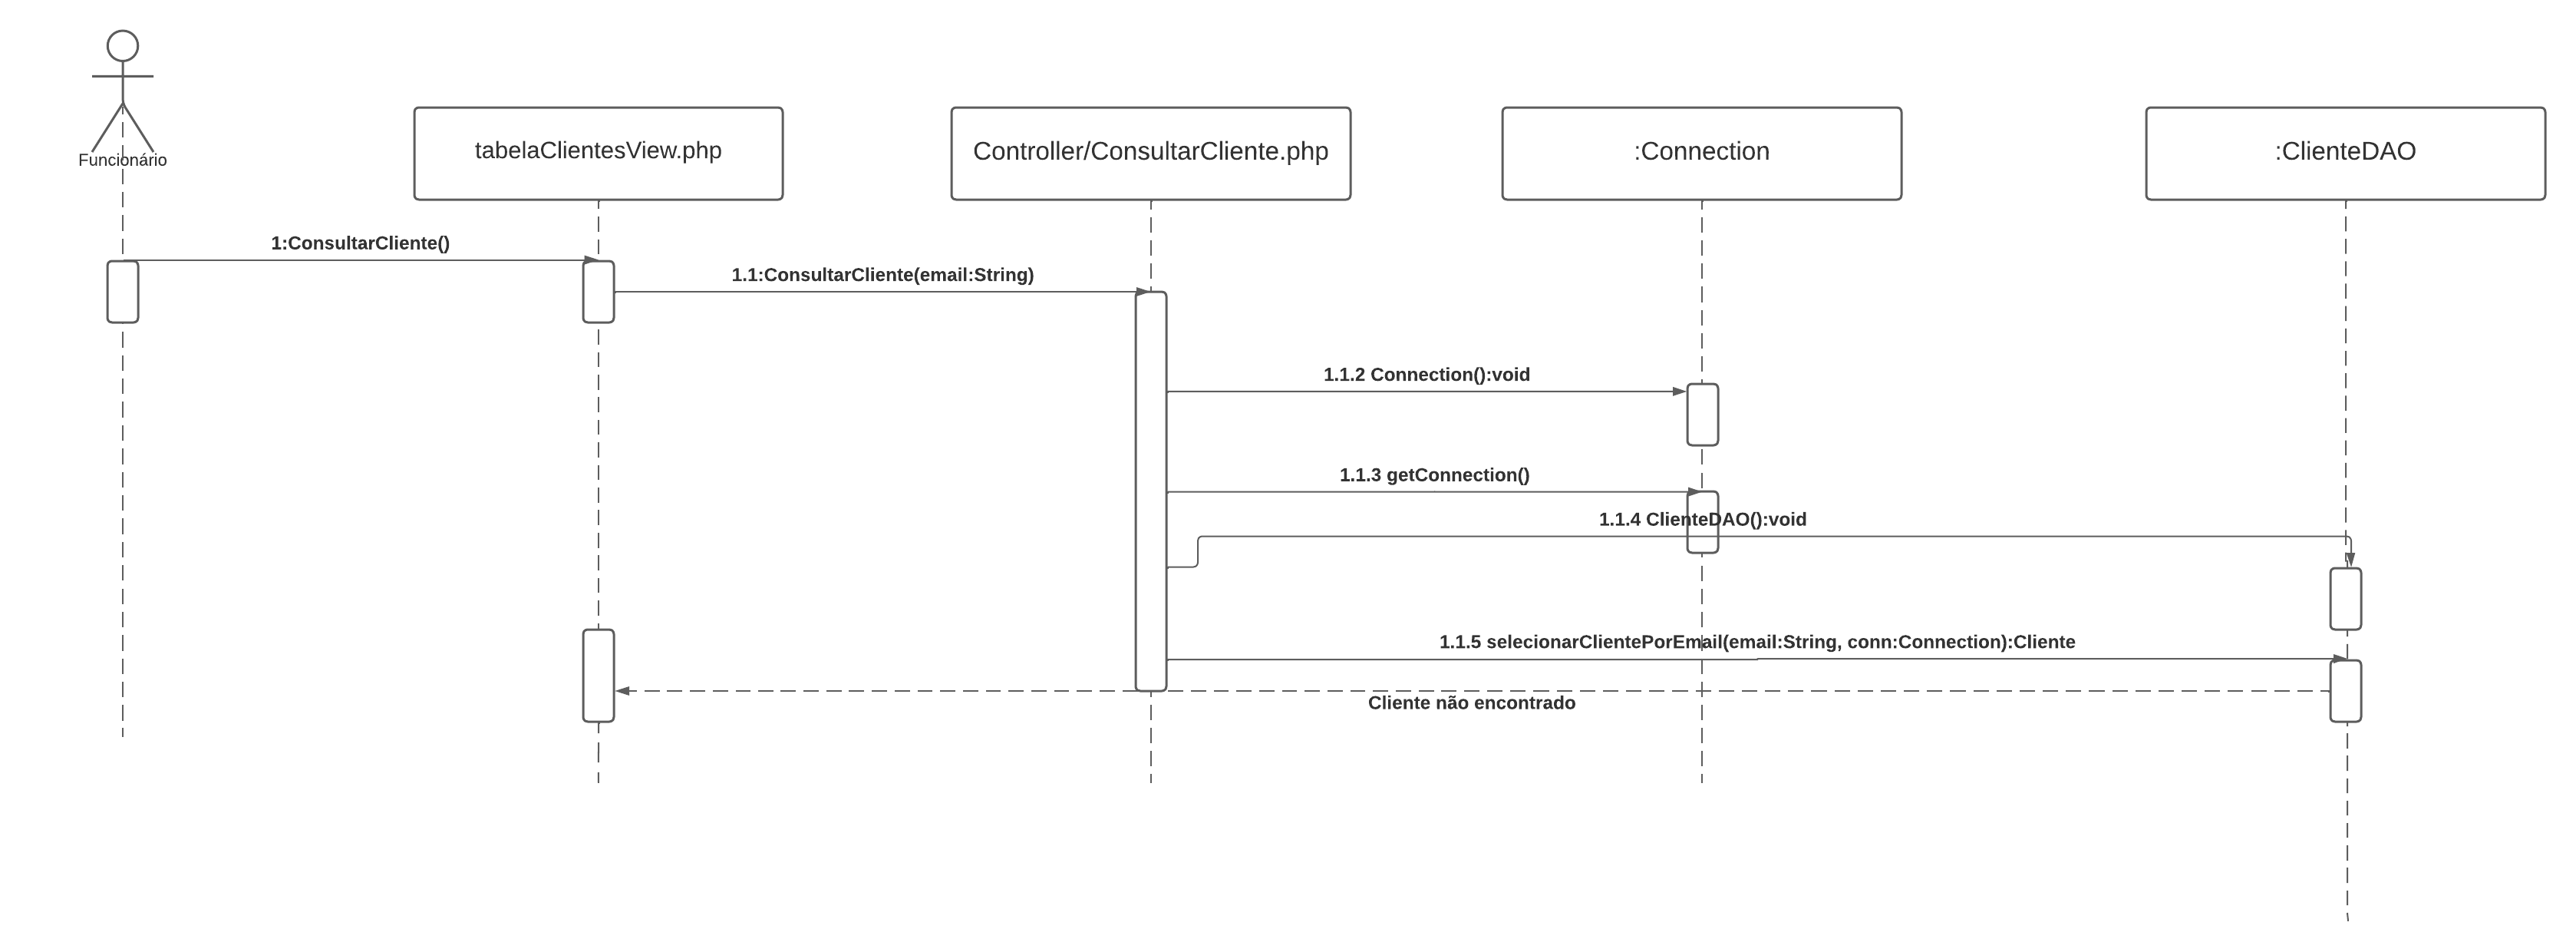 Funcionário
tabelaClientesView.php
Controller/ConsultarCliente.php
:Connection
:ClienteDAO
1:ConsultarCliente()
1.1:ConsultarCliente(email:String)
1.1.2 Connection():void
1.1.3 getConnection()
1.1.4 ClienteDAO():void
1.1.5 selecionarClientePorEmail(email:String, conn:Connection):Cliente
Cliente não encontrado